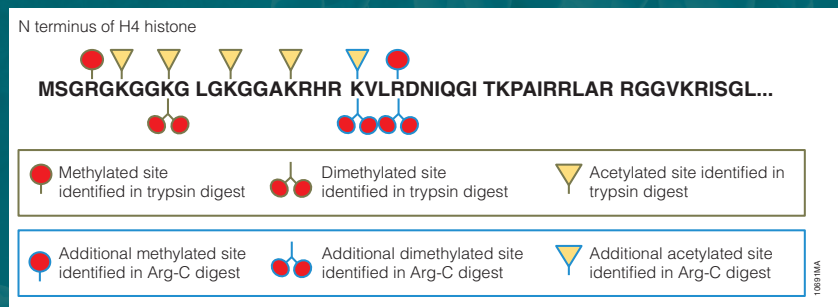 N terminus of H4 histone
MSGRGKGGKG LGKGGAKRHR KVLRDNIQGI TKPAIRRLAR RGGVKRISGL...
Methylated site
identified in trypsin digest
Dimethylated site
identified in trypsin digest
Acetylated site identified in
trypsin digest
Additional methylated site
identified in Arg-C digest
Additional dimethylated site
identified in Arg-C digest
Additional acetylated site
identified in Arg-C digest
10691MA